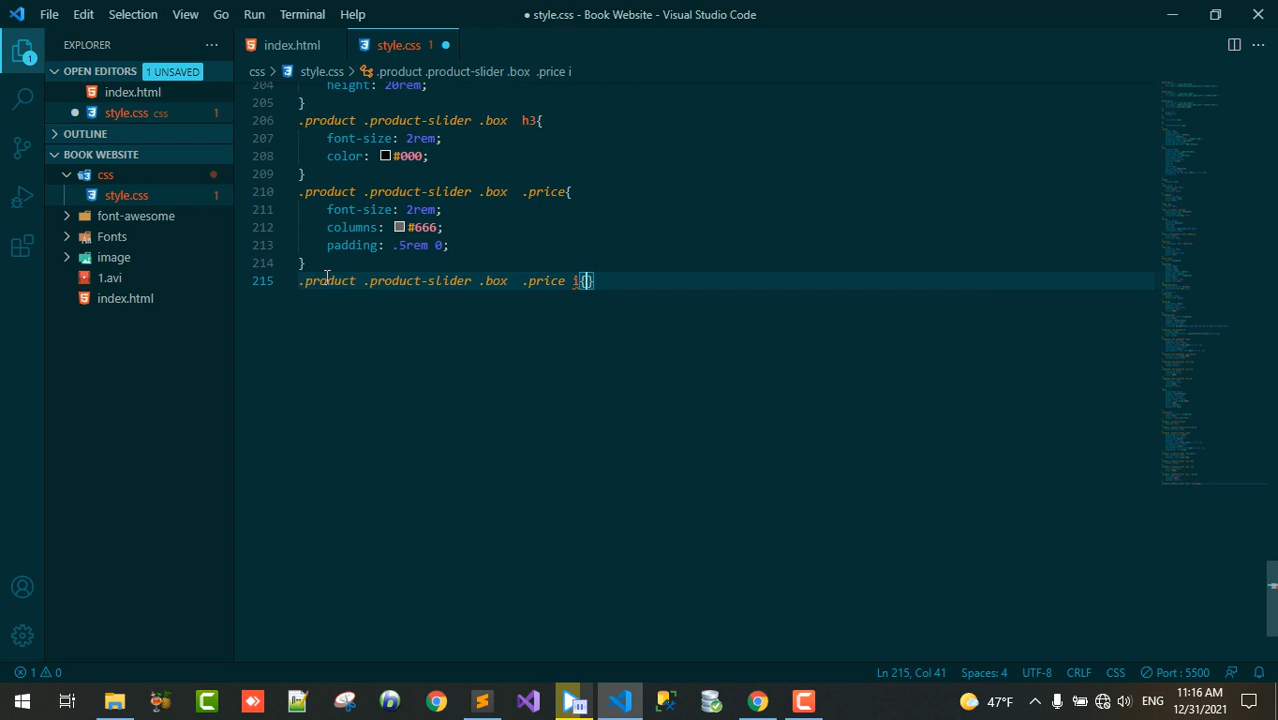 File Edit Selection View Go Run Terminal Help
● style.css - Book Website - Visual Studio Code
EXPLORER
index.html
style.css 1
OPEN EDITORS 1 UNSAVED
index.html
style.css css 1
OUTLINE
BOOK WEBSITE
css
style.css 1
font-awesome
Fonts
image
1.avi
index.html
css > style.css > .product .product-slider .box .price i
204 height: 20rem;
205 }
206 .product .product-slider .box  h3{
207 font-size: 2rem;
208 color: #000;
209 }
210 .product .product-slider .box  .price{
211 font-size: 2rem;
212 columns: #666;
213 padding: .5rem 0;
214 }
215 .product .product-slider .box  .price i{}
1
1 0
Ln 215, Col 41 Spaces: 4 UTF-8 CRLF CSS Port : 5500
47°F
ENG
11:16 AM
12/31/2021